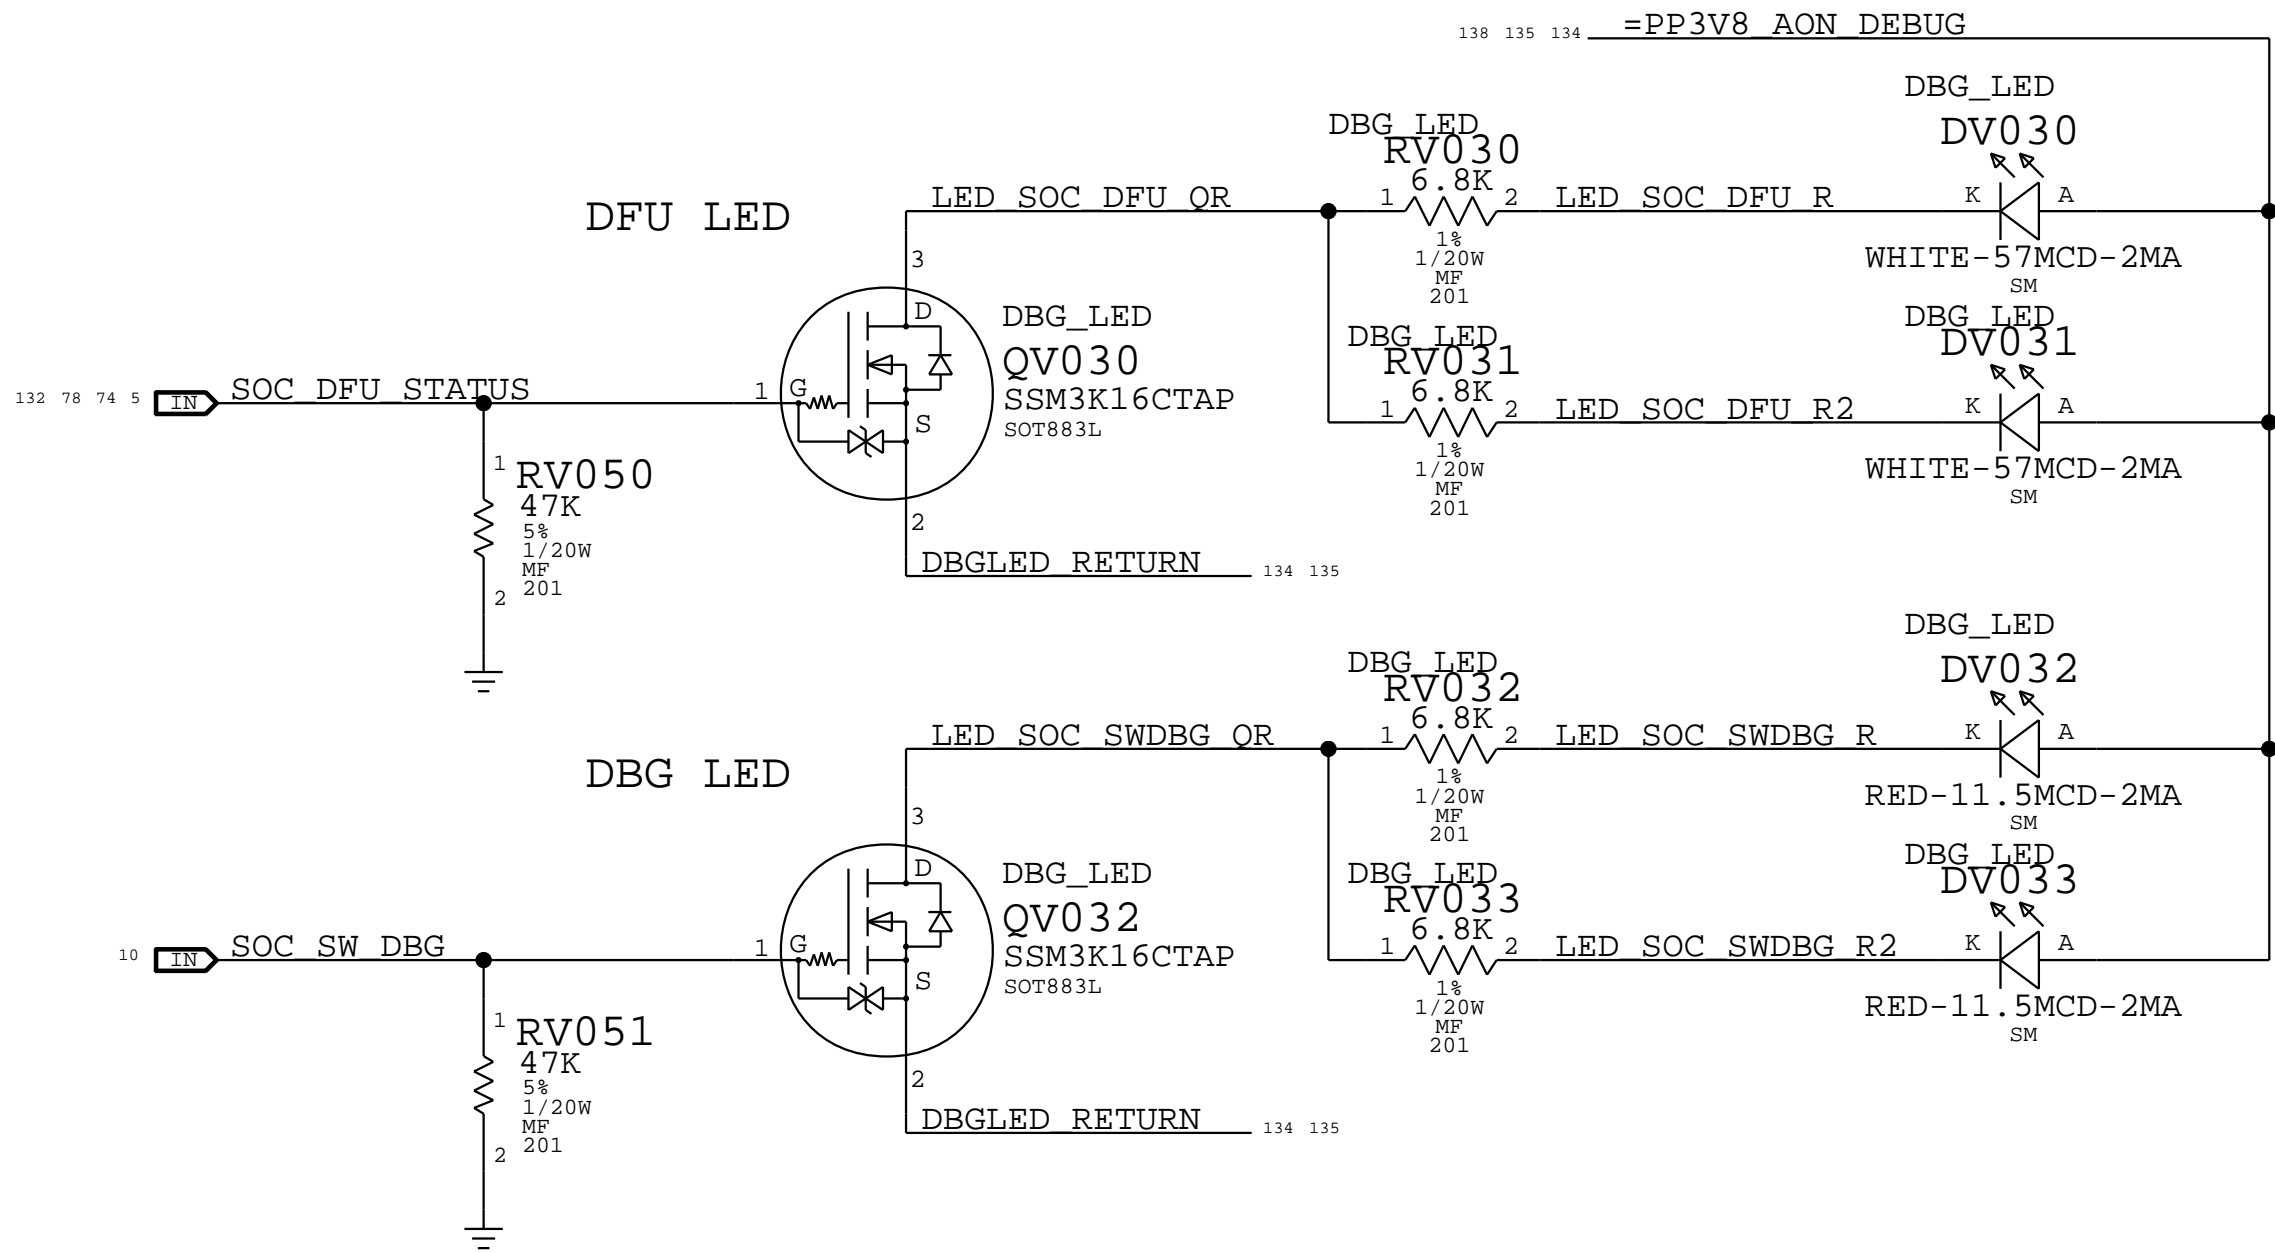 138 135 134 =PP3V8_AON_DEBUG
DBG_LED
DV030
K A
WHITE-57MCD-2MA
SM
DBG_LED
RV030
6.8K
1 2
1%
1/20W
MF
201
LED_SOC_DFU_QR
LED_SOC_DFU_R
DFU LED
3
D
G
S
1
2
DBG_LED
QV030
SSM3K16CTAP
SOT883L
DBG_LED
RV031
6.8K
1 2
1%
1/20W
MF
201
LED_SOC_DFU_R2
DBG_LED
DV031
K A
WHITE-57MCD-2MA
SM
132 78 74 5 IN SOC_DFU_STATUS
1
RV050
47K
5%
1/20W
MF
201
2
DBGLED_RETURN 134 135
DBG_LED
DV032
K A
RED-11.5MCD-2MA
SM
DBG_LED
RV032
6.8K
1 2
1%
1/20W
MF
201
LED_SOC_SWDBG_QR
LED_SOC_SWDBG_R
DBG LED
3
D
G
S
1
2
DBG_LED
QV032
SSM3K16CTAP
SOT883L
DBG_LED
RV033
6.8K
1 2
1%
1/20W
MF
201
LED_SOC_SWDBG_R2
DBG_LED
DV033
K A
RED-11.5MCD-2MA
SM
10 IN SOC_SW_DBG
1
RV051
47K
5%
1/20W
MF
201
2
DBGLED_RETURN 134 135